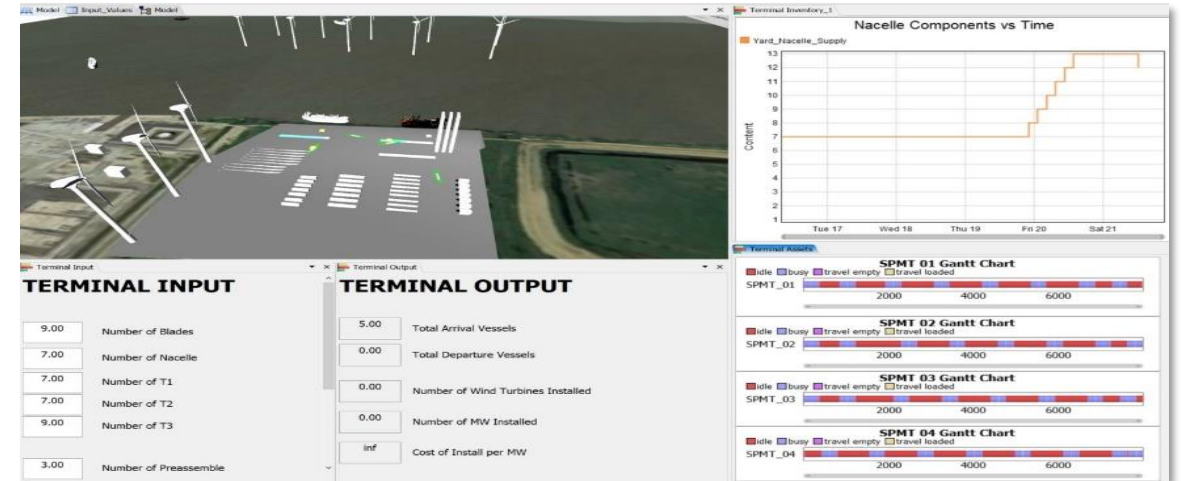 Model Input_Values Model
Terminal Inventory_1
Nacelle Components vs Time
Yard_Nacelle_Supply
13
12
11
10
9
8
7
6
5
4
3
2
1
Content
Tue 17 Wed 18 Thu 19 Fri 20 Sat 21
Terminal Input
TERMINAL INPUT
9.00 Number of Blades
7.00 Number of Nacelle
7.00 Number of T1
7.00 Number of T2
9.00 Number of T3
3.00 Number of Preassemble
Terminal Output
TERMINAL OUTPUT
5.00 Total Arrival Vessels
0.00 Total Departure Vessels
0.00 Number of Wind Turbines Installed
0.00 Number of MW Installed
inf Cost of Install per MW
Terminal Assets
SPMT 01 Gantt Chart
idle busy travel empty travel loaded
SPMT_01
2000 4000 6000
SPMT 02 Gantt Chart
idle busy travel empty travel loaded
SPMT_02
2000 4000 6000
SPMT 03 Gantt Chart
idle busy travel empty travel loaded
SPMT_03
2000 4000 6000
SPMT 04 Gantt Chart
idle busy travel empty travel loaded
SPMT_04
2000 4000 6000